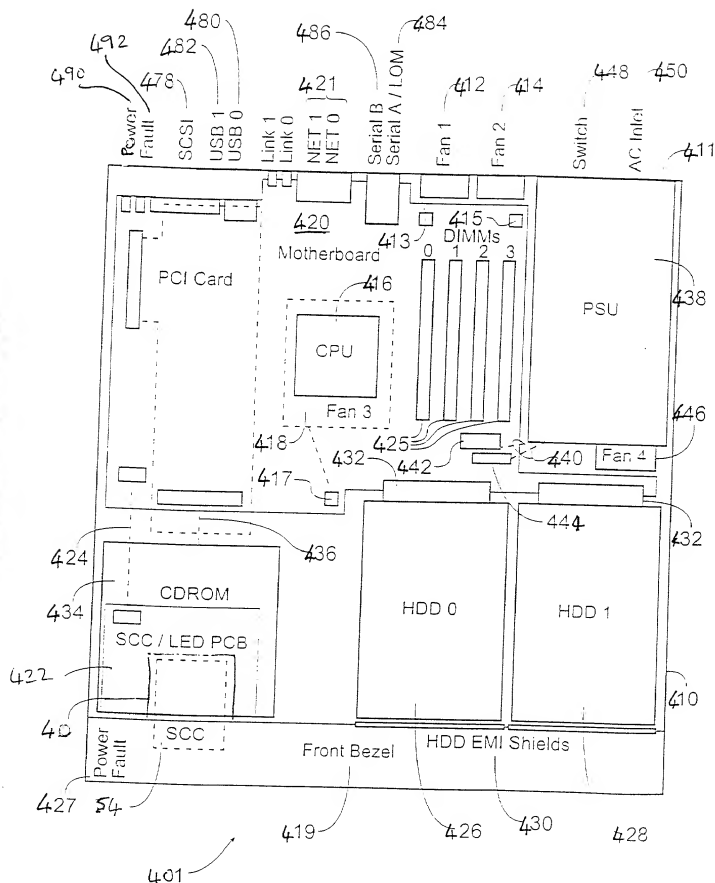 480
492
482
486
484
490
478
421
412
414
448
450
Power
Fault
SCSI
USB 1
USB 0
Link 1
Link 0
NET 1
NET 0
Serial B
Serial A / LOM
Fan 1
Fan 2
Switch
AC Inlet
411
420
413
415
DIMMs
Motherboard
0 1 2 3
PCI Card
416
438
PSU
CPU
Fan 3
418
425
446
432
442
440
Fan 4
417
444
424
436
432
434
CDROM
HDD 0
HDD 1
SCC / LED PCB
422
410
40
SCC
Front Bezel
HDD EMI Shields
Power
Fault
427
54
419
426
430
428
401